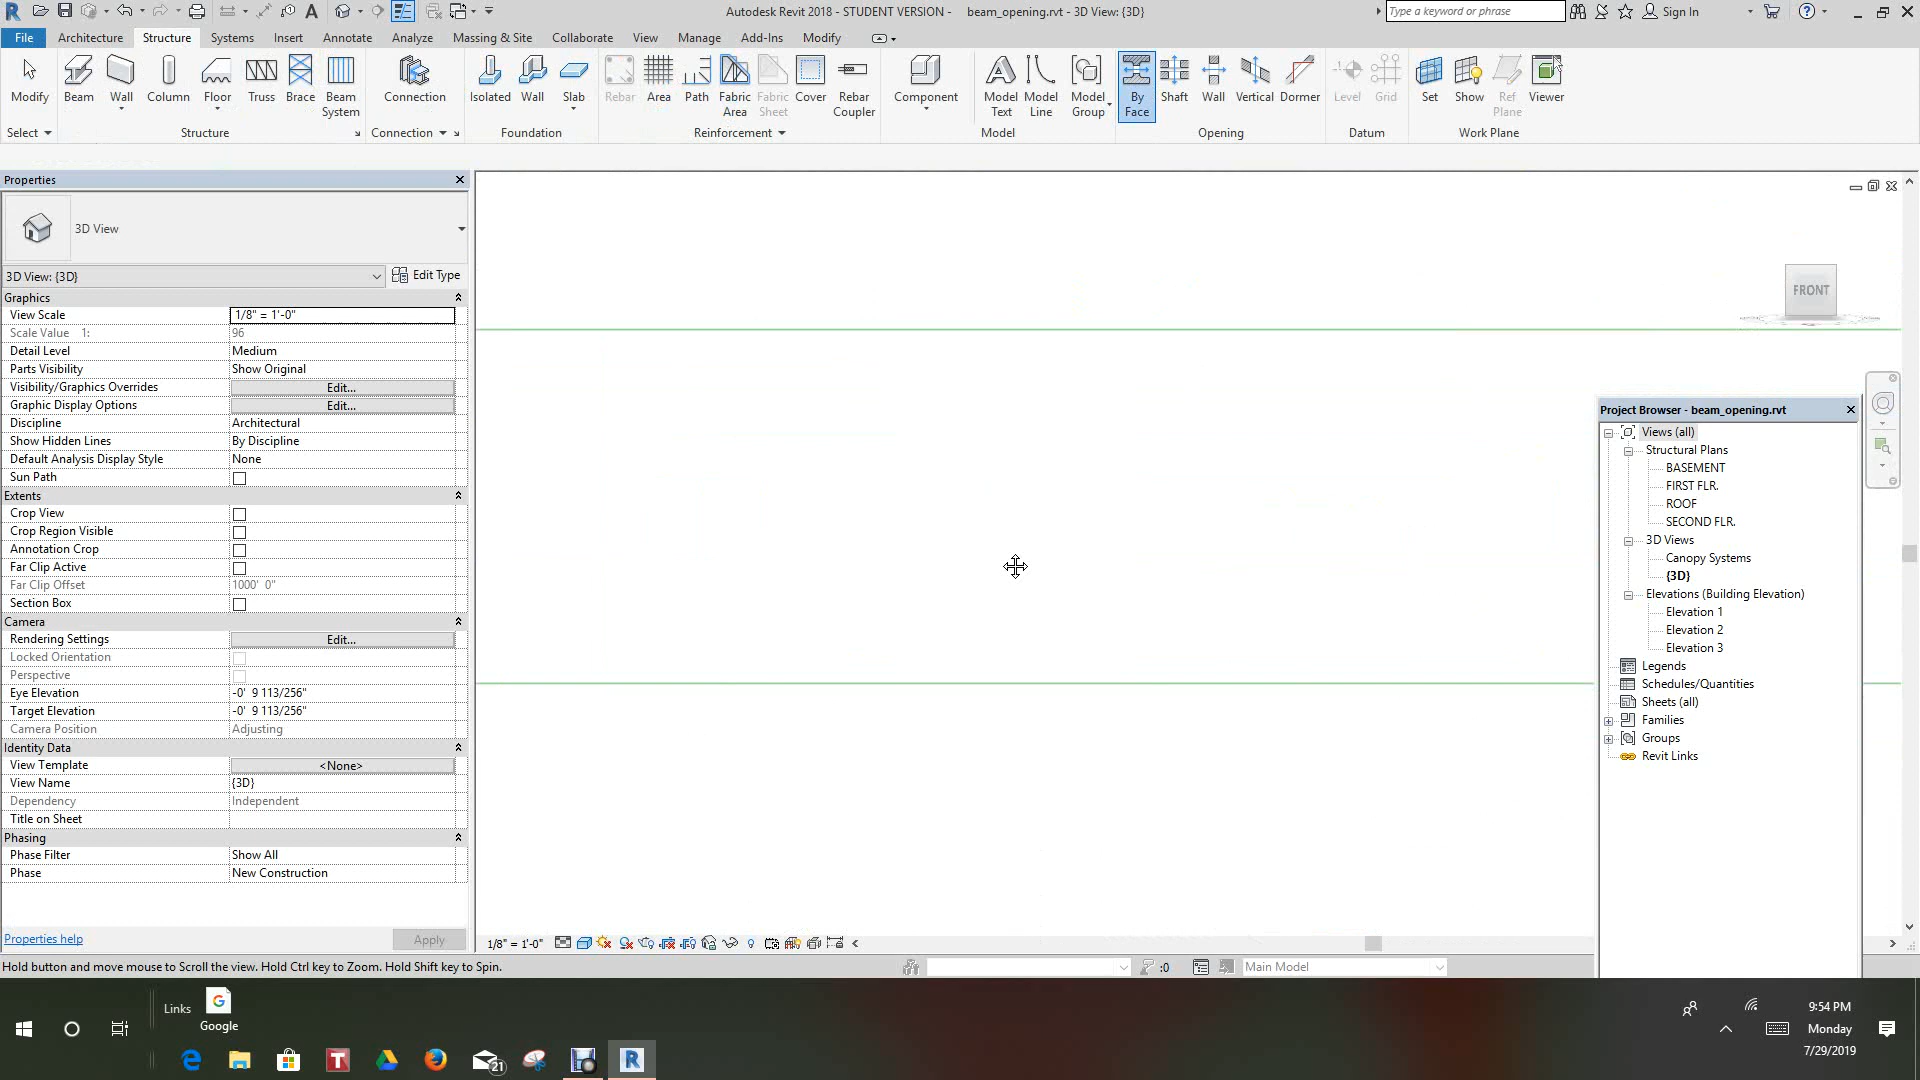 Autodesk Revit 2018 - STUDENT VERSION - beam_opening.rvt - 3D View: {3D}
Type a keyword or phrase
Sign In
File Architecture Structure Systems Insert Annotate Analyze Massing & Site Collaborate View Manage Add-Ins Modify
Modify Beam Wall Column Floor Truss Brace Beam System Connection Isolated Wall Slab Rebar Area Path Fabric Area Fabric Sheet Cover Rebar Coupler Component Model Text Model Line Model Group By Face Shaft Wall Vertical Dormer Level Grid Set Show Ref Plane Viewer
Select Structure Connection Foundation Reinforcement Model Opening Datum Work Plane
Properties
3D View
3D View: {3D} Edit Type
Graphics
View Scale 1/8" = 1'-0"
Scale Value 1: 96
Detail Level Medium
Parts Visibility Show Original
Visibility/Graphics Overrides Edit...
Graphic Display Options Edit...
Discipline Architectural
Show Hidden Lines By Discipline
Default Analysis Display Style None
Sun Path
Extents
Crop View
Crop Region Visible
Annotation Crop
Far Clip Active
Far Clip Offset 1000' 0"
Section Box
Camera
Rendering Settings Edit...
Locked Orientation
Perspective
Eye Elevation -0' 9 113/256"
Target Elevation -0' 9 113/256"
Camera Position Adjusting
Identity Data
View Template <None>
View Name {3D}
Dependency Independent
Title on Sheet
Phasing
Phase Filter Show All
Phase New Construction
Properties help Apply
FRONT
Project Browser - beam_opening.rvt
Views (all)
Structural Plans
BASEMENT
FIRST FLR.
ROOF
SECOND FLR.
3D Views
Canopy Systems
{3D}
Elevations (Building Elevation)
Elevation 1
Elevation 2
Elevation 3
Legends
Schedules/Quantities
Sheets (all)
Families
Groups
Revit Links
1/8" = 1'-0"
Hold button and move mouse to Scroll the view. Hold Ctrl key to Zoom. Hold Shift key to Spin.
:0
Main Model
Links
Google
21
9:54 PM
Monday
7/29/2019